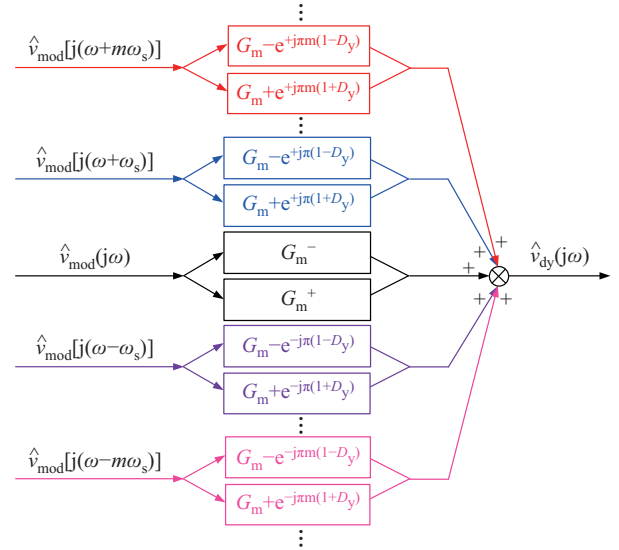 ⋮
v̂mod[j(ω+mωs)]
Gm−e+jπm(1−Dy)
Gm+e+jπm(1+Dy)
⋮
v̂mod[j(ω+ωs)]
Gm−e+jπ(1−Dy)
Gm+e+jπ(1+Dy)
v̂mod(jω)
Gm−
Gm+
+
+
+
v̂dy(jω)
+ +
v̂mod[j(ω−ωs)]
Gm−e−jπ(1−Dy)
Gm+e−jπ(1+Dy)
⋮
v̂mod[j(ω−mωs)]
Gm−e−jπm(1−Dy)
Gm+e−jπm(1+Dy)
⋮